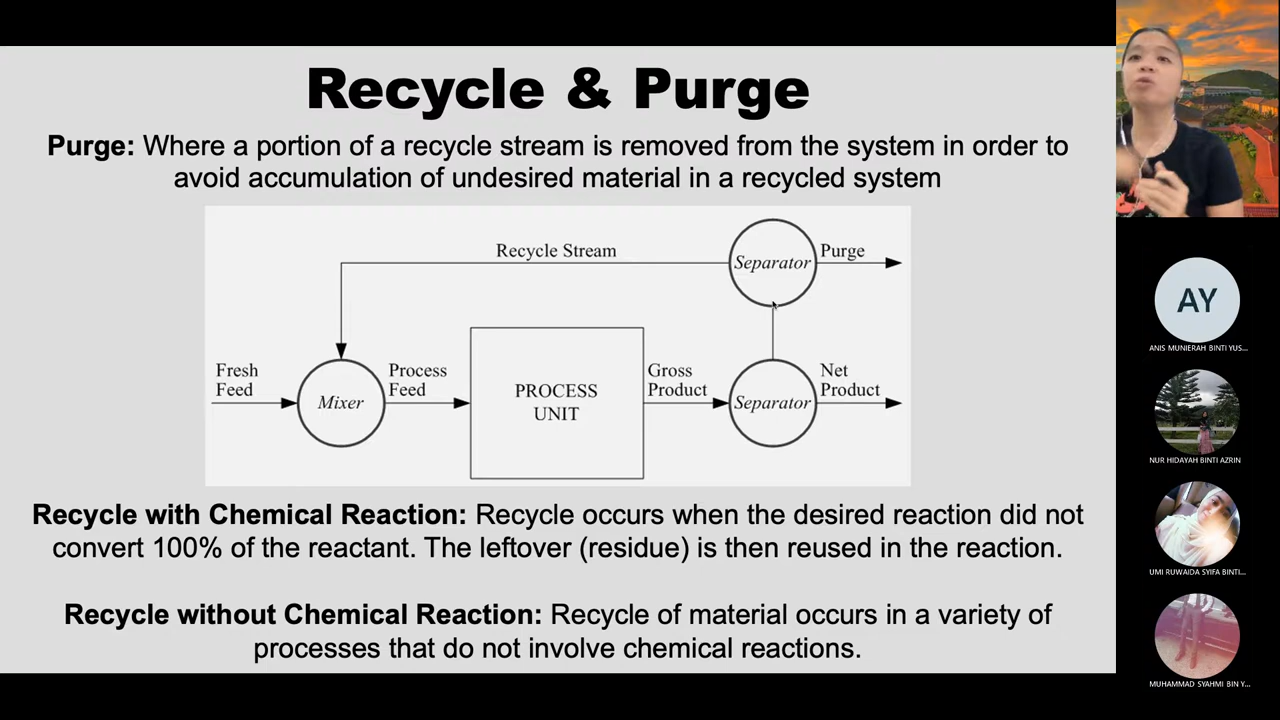 Recycle & Purge
Purge: Where a portion of a recycle stream is removed from the system in order to
avoid accumulation of undesired material in a recycled system
Recycle Stream
Separator
Purge
Fresh
Feed
Mixer
Process
Feed
PROCESS
UNIT
Gross
Product
Separator
Net
Product
Recycle with Chemical Reaction: Recycle occurs when the desired reaction did not
convert 100% of the reactant. The leftover (residue) is then reused in the reaction.
Recycle without Chemical Reaction: Recycle of material occurs in a variety of
processes that do not involve chemical reactions.
AY
ANIS MUNIERAH BINTI YUS...
NUR HIDAYAH BINTI AZRIN
UMI RUWAIDA SYIFA BINTI...
MUHAMMAD SYAHMI BIN Y...